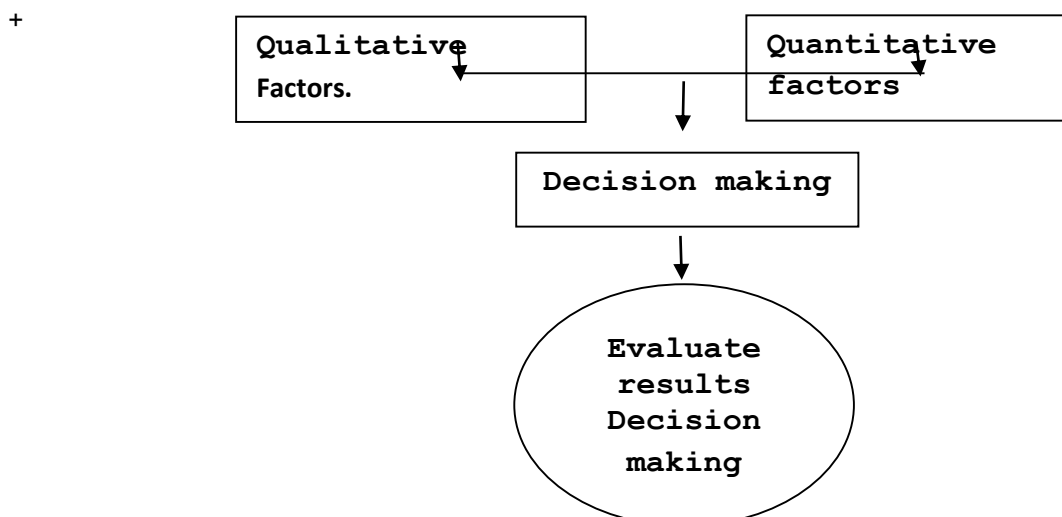 +
Qualitative
Factors.
Quantitative
factors
Decision making
Evaluate
results
Decision
making